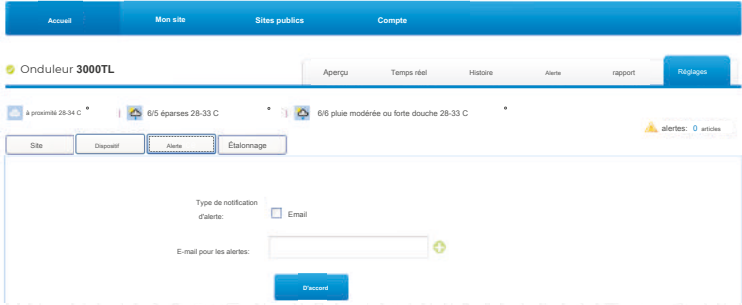 Accueil Mon site Sites publics Compte
Onduleur 3000TL Aperçu Temps réel Histoire Alerte rapport Réglages
à proximité 28-34 C ° 6/5 éparses 28-33 C ° 6/6 pluie modérée ou forte douche 28-33 C °
alertes: 0 articles
Site Dispositif Alerte Étalonnage
Type de notification
d'alerte: Email
E-mail pour les alertes:
D'accord